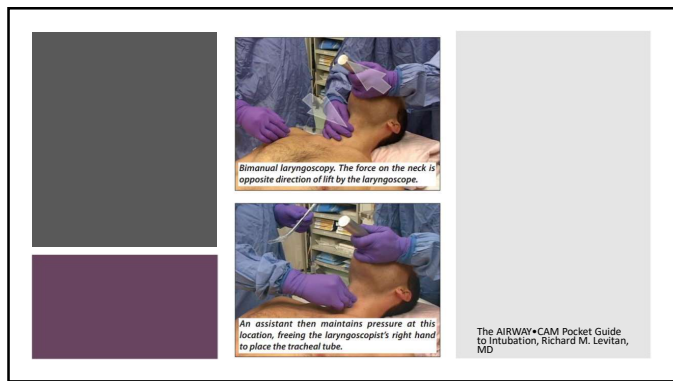 Bimanual laryngoscopy. The force on the neck is
opposite direction of lift by the laryngoscope.
An assistant then maintains pressure at this
location, freeing the laryngoscopist's right hand
to place the tracheal tube.
The AIRWAY•CAM Pocket Guide
to Intubation, Richard M. Levitan,
MD